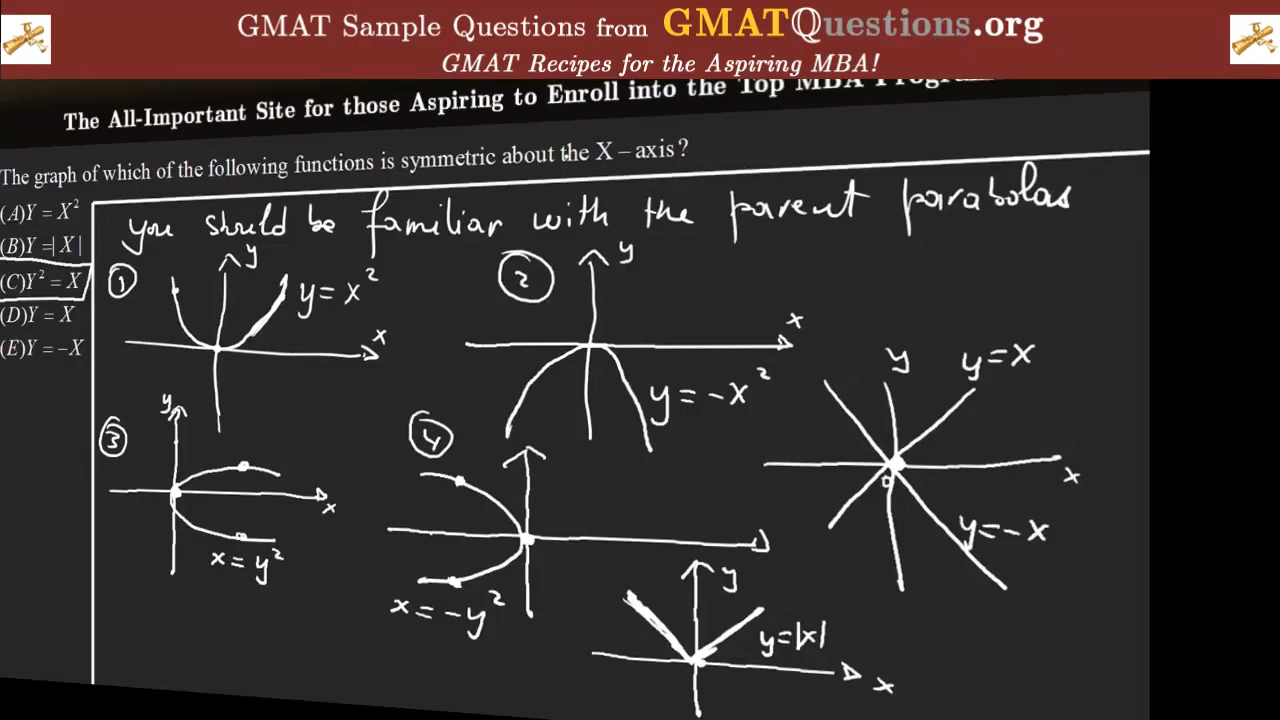 GMAT Sample Questions from GMATQuestions.org
GMAT Recipes for the Aspiring MBA!
The All-Important Site for those Aspiring to Enroll into the Top MBA Program
The graph of which of the following functions is symmetric about the X – axis?
(A)Y = X²
(B)Y =| X |
(C)Y² = X
(D)Y = X
(E)Y = –X
you should be familiar with the parent parabolas
① y
y = x²
x
② y
x
y = -x²
y y = x
x
0
y = -x
③ y
x
x = y²
④
x = -y²
y
y = |x|
x